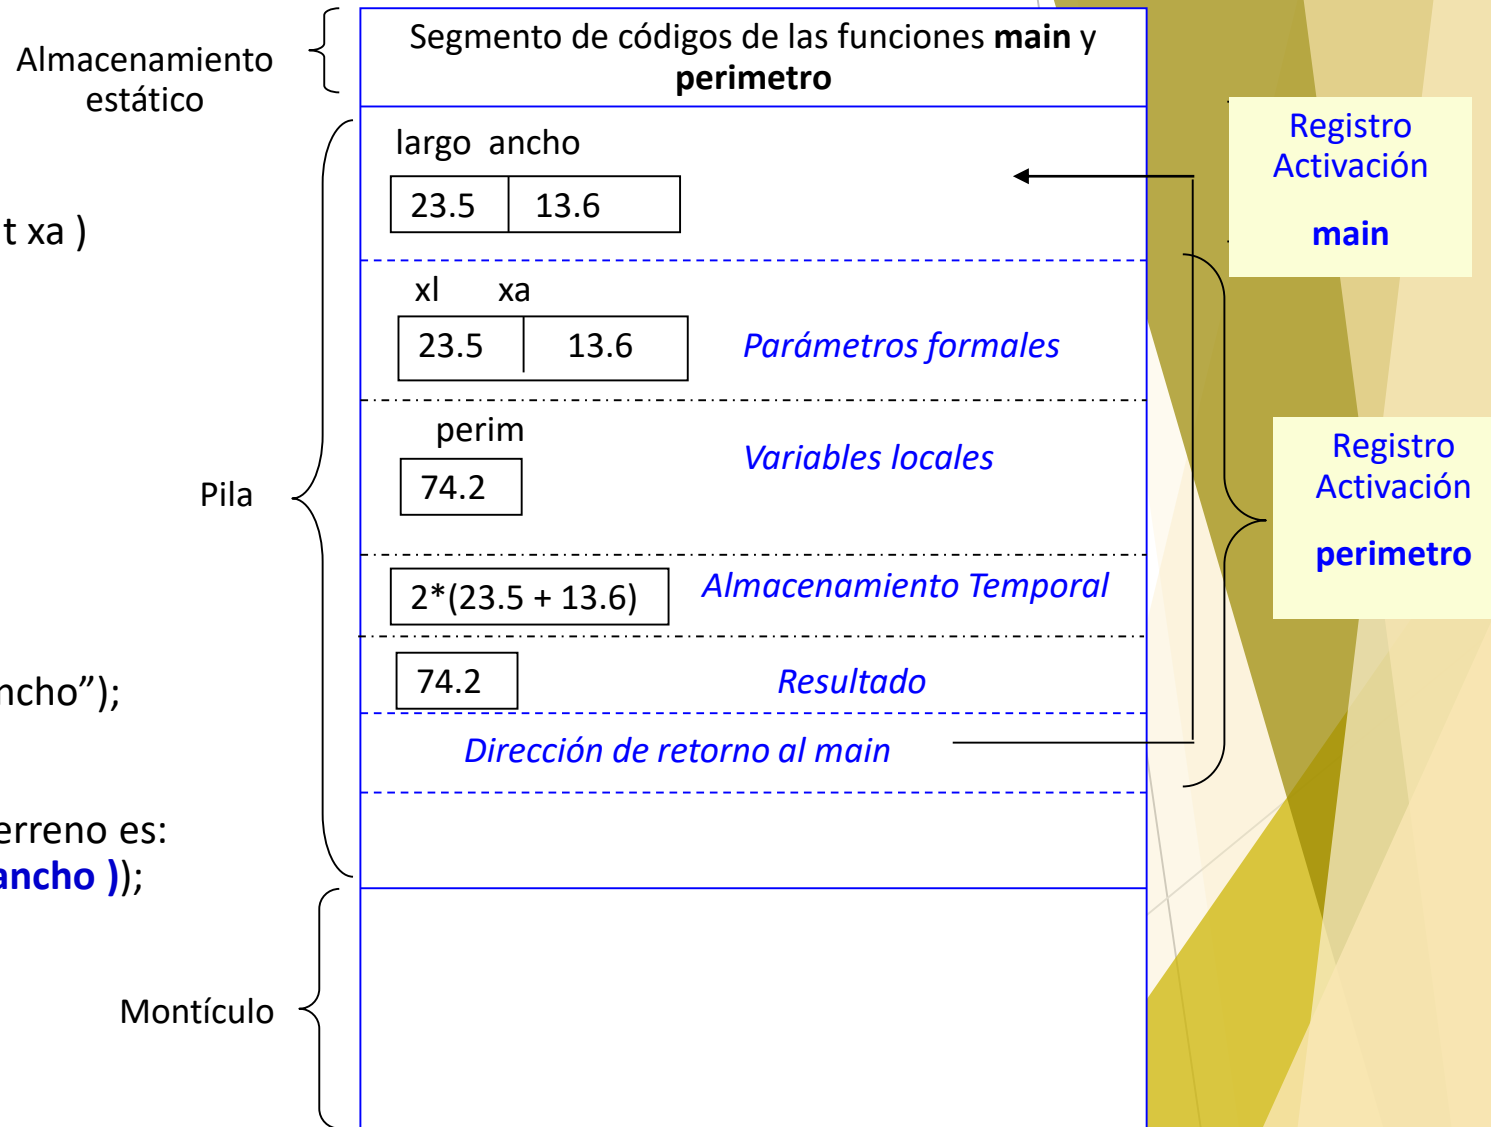 Segmento de códigos de las funciones main y
perimetro
Almacenamiento
estático
largo ancho
23.5 13.6
Registro
Activación
main
t xa )
xl xa
23.5 13.6
Parámetros formales
perim
74.2
Variables locales
Pila
Registro
Activación
perimetro
2*(23.5 + 13.6)
Almacenamiento Temporal
74.2
Resultado
ncho”);
Dirección de retorno al main
erreno es:
ancho ));
Montículo